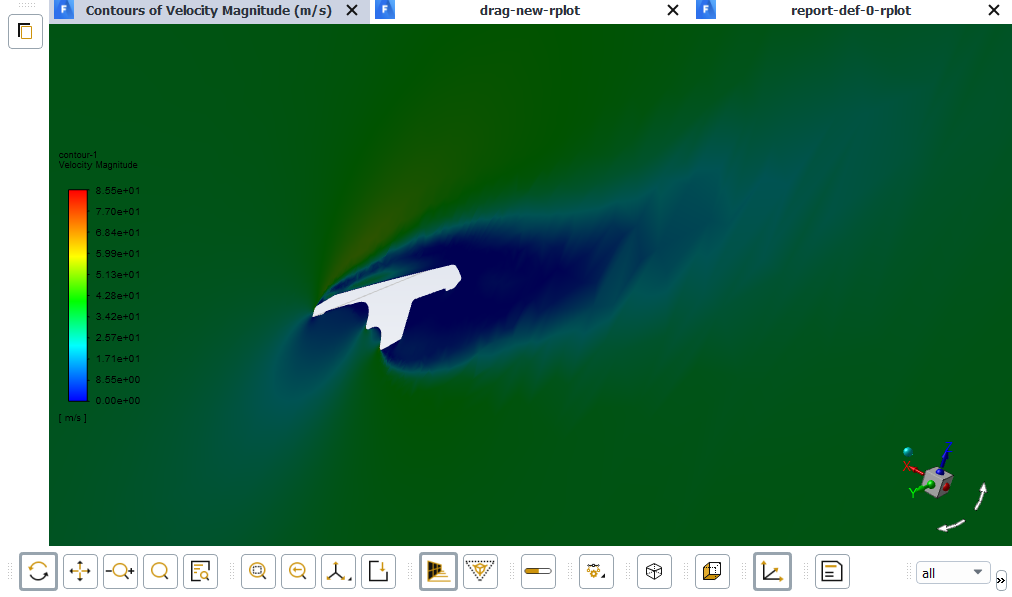 Contours of Velocity Magnitude (m/s)
drag-new-rplot
report-def-0-rplot
contour-1
Velocity Magnitude
8.55e+01
7.70e+01
6.84e+01
5.99e+01
5.13e+01
4.28e+01
3.42e+01
2.57e+01
1.71e+01
8.55e+00
0.00e+00
[ m/s ]
Z
X
Y
all